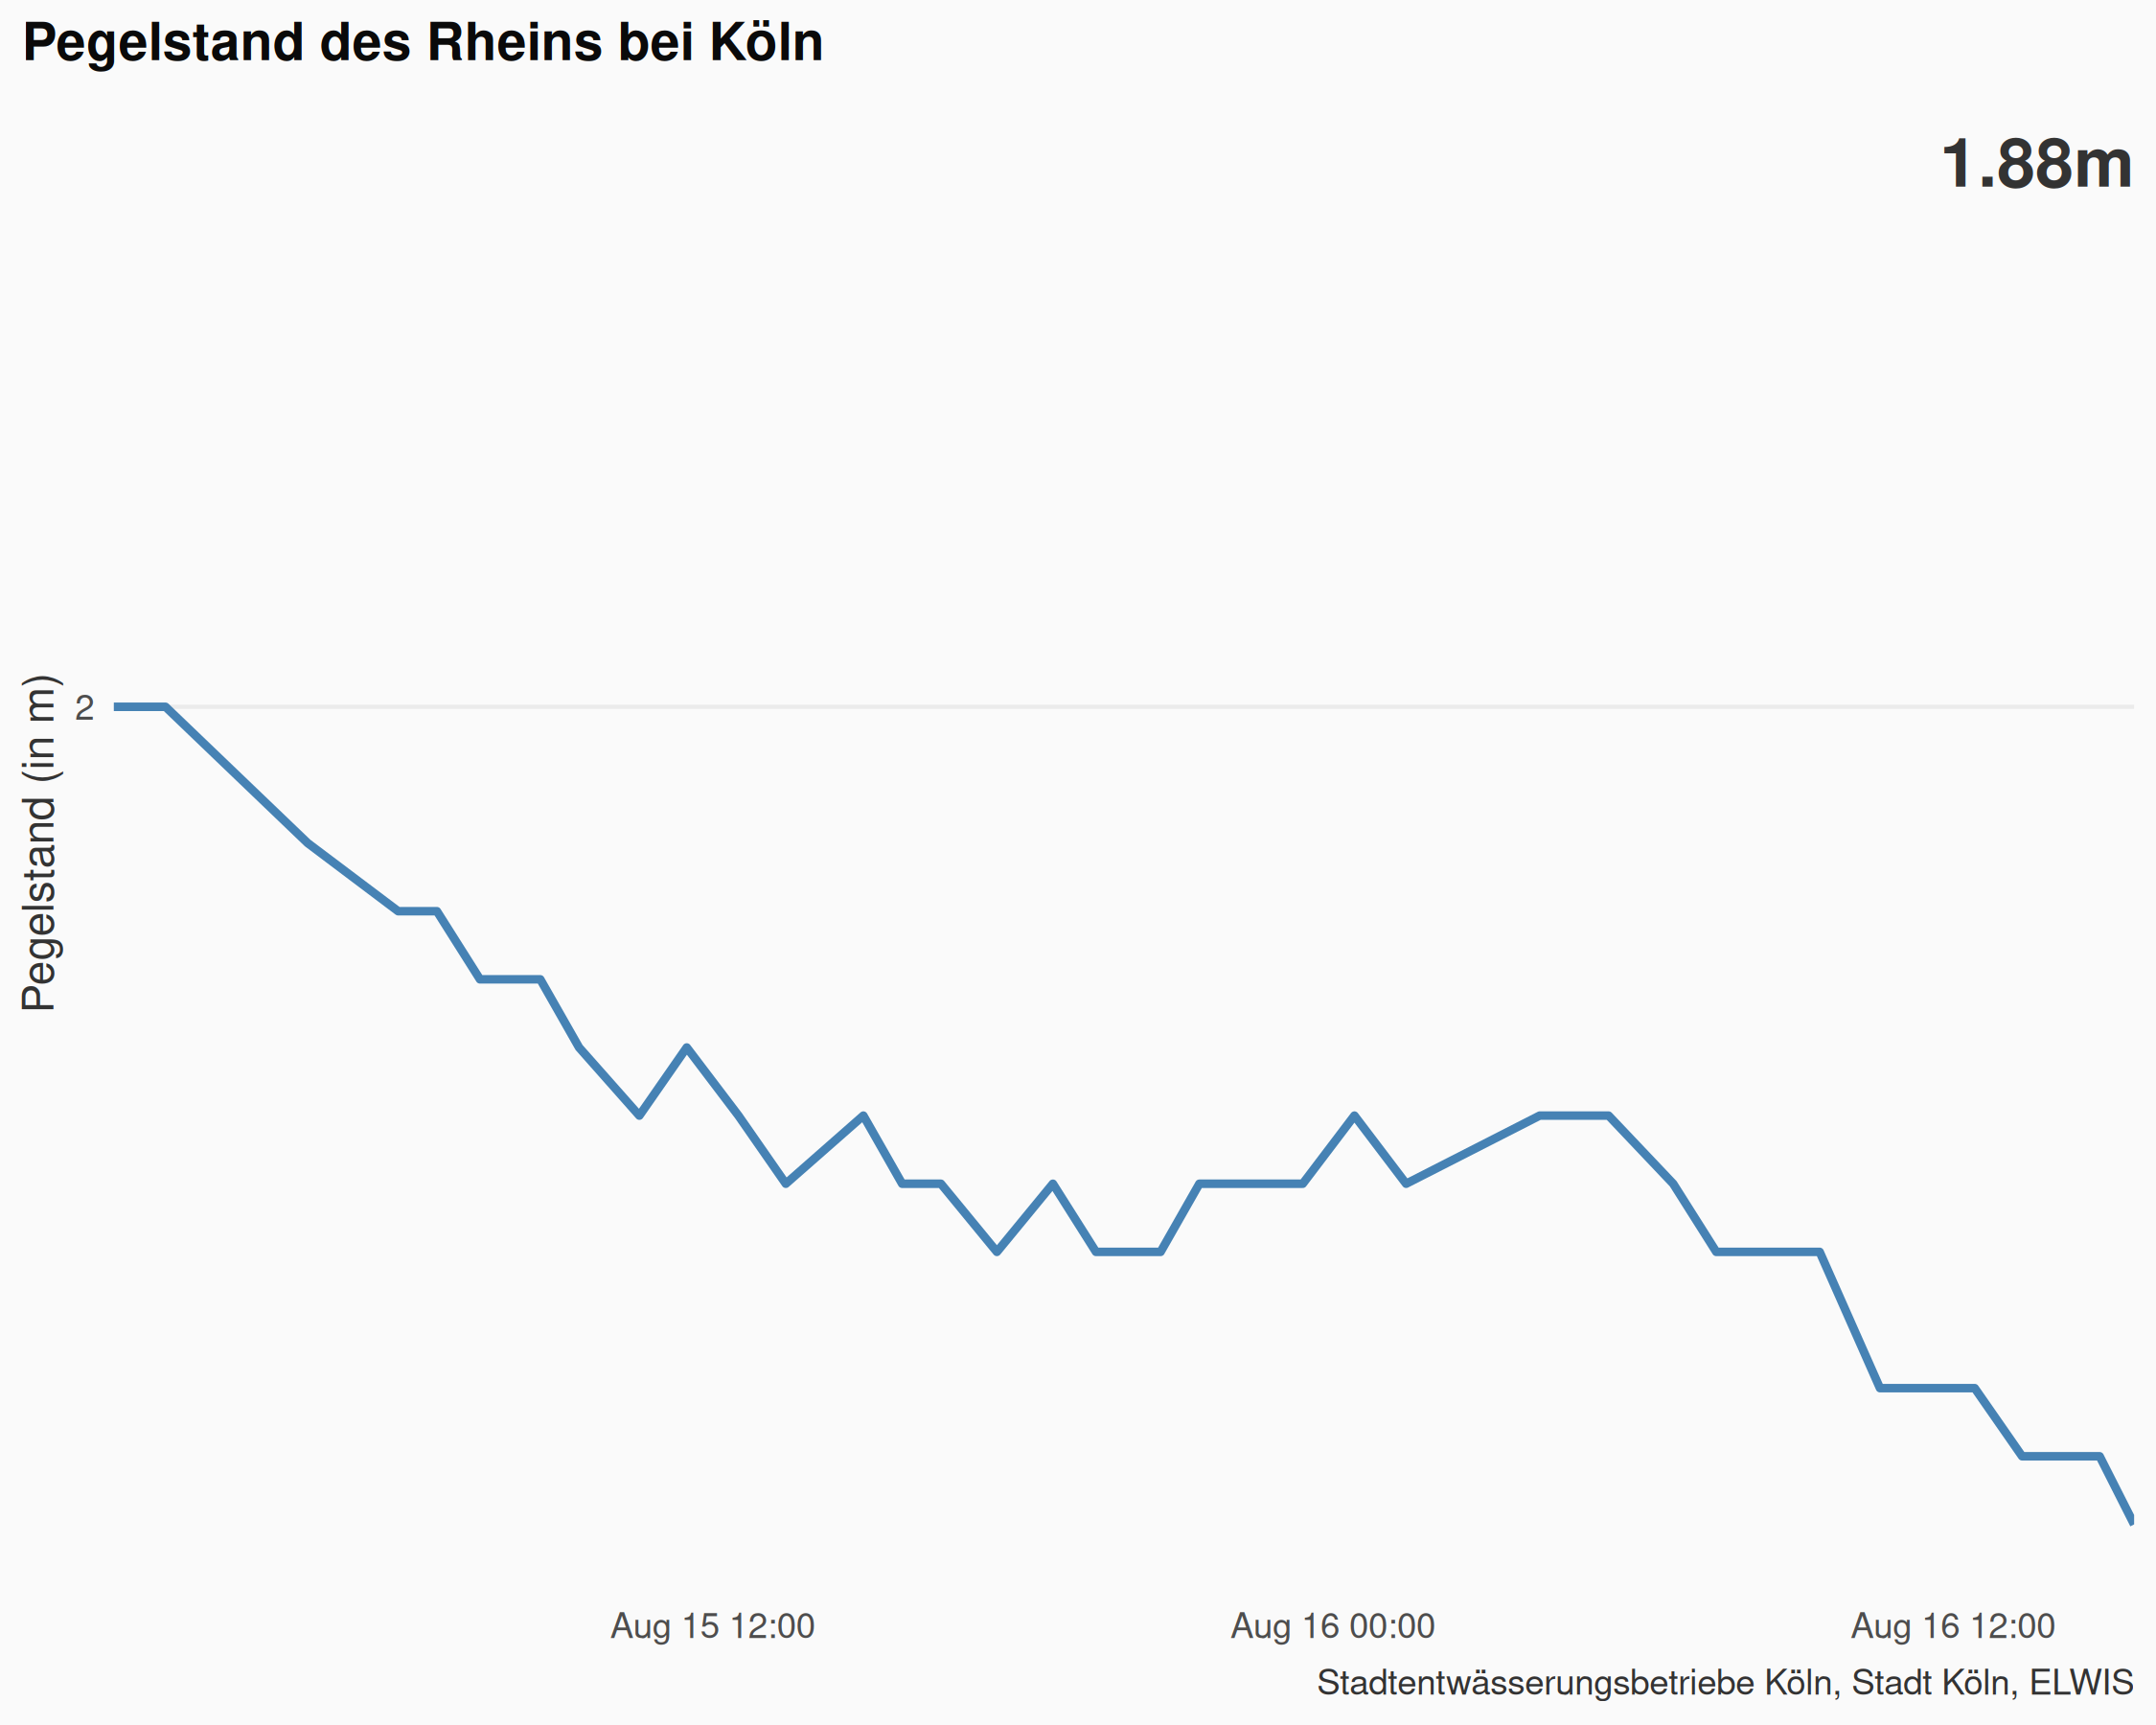 Pegelstand des Rheins bei Köln
1.88m
Pegelstand (in m)
2
Aug 15 12:00
Aug 16 00:00
Aug 16 12:00
Stadtentwässerungsbetriebe Köln, Stadt Köln, ELWIS